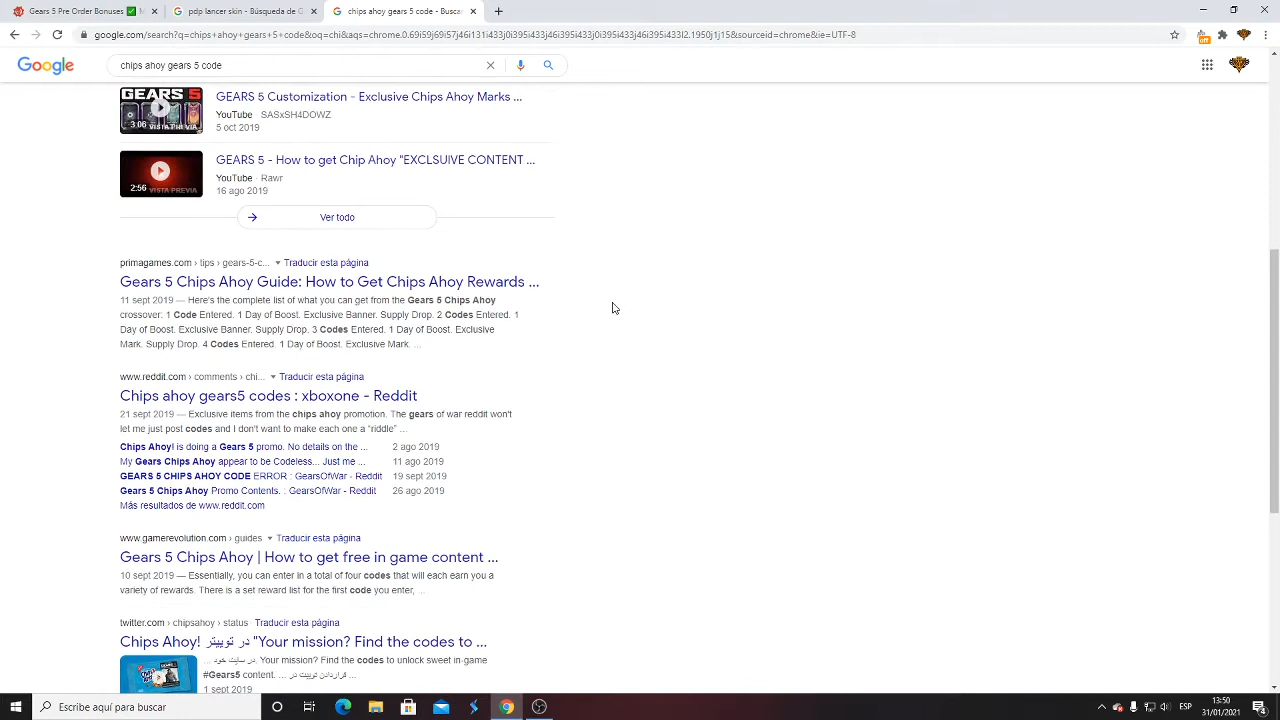 Gears 5 Pre Order Bonuses ✅ M
pdp lancer skin - Búsqueda de G
chips ahoy gears 5 code - Buscar
google.com/search?q=chips+ahoy+gears+5+code&oq=chi&aqs=chrome.0.69i59j69i57j46i131i433j0i395i433j46i395i433j0i395i433j46i395i433l2.1950j1j15&sourceid=chrome&ie=UTF-8
off
Google
chips ahoy gears 5 code
GEARS 5
3:06
VISTA PREVIA
GEARS 5 Customization - Exclusive Chips Ahoy Marks ...
YouTube · SASxSH4DOWZ
5 oct 2019
2:56
VISTA PREVIA
GEARS 5 - How to get Chip Ahoy "EXCLSUIVE CONTENT ...
YouTube · Rawr
16 ago 2019
Ver todo
primagames.com › tips › gears-5-c... Traducir esta página
Gears 5 Chips Ahoy Guide: How to Get Chips Ahoy Rewards ...
11 sept 2019 — Here's the complete list of what you can get from the Gears 5 Chips Ahoy
crossover: 1 Code Entered. 1 Day of Boost. Exclusive Banner. Supply Drop. 2 Codes Entered. 1
Day of Boost. Exclusive Banner. Supply Drop. 3 Codes Entered. 1 Day of Boost. Exclusive
Mark. Supply Drop. 4 Codes Entered. 1 Day of Boost. Exclusive Mark. ...
www.reddit.com › comments › chi... Traducir esta página
Chips ahoy gears5 codes : xboxone - Reddit
21 sept 2019 — Exclusive items from the chips ahoy promotion. The gears of war reddit won't
let me just post codes and I don't want to make each one a “riddle” ...
Chips Ahoy! is doing a Gears 5 promo. No details on the ... 2 ago 2019
My Gears Chips Ahoy appear to be Codeless... Just me ... 11 ago 2019
GEARS 5 CHIPS AHOY CODE ERROR : GearsOfWar - Reddit 19 sept 2019
Gears 5 Chips Ahoy Promo Contents. : GearsOfWar - Reddit 26 ago 2019
Más resultados de www.reddit.com
www.gamerevolution.com › guides Traducir esta página
Gears 5 Chips Ahoy | How to get free in game content ...
10 sept 2019 — Essentially, you can enter in a total of four codes that will each earn you a
variety of rewards. There is a set reward list for the first code you enter, ...
twitter.com › chipsahoy › status · Traducir esta página
Chips Ahoy! در توییتر "Your mission? Find the codes to ...
... در سایت خود. Your mission? Find the codes to unlock sweet in-game
#Gears5 content. ... قراردادن توییت در ...
1 sept 2019
Escribe aquí para buscar
ESP
13:50
31/01/2021